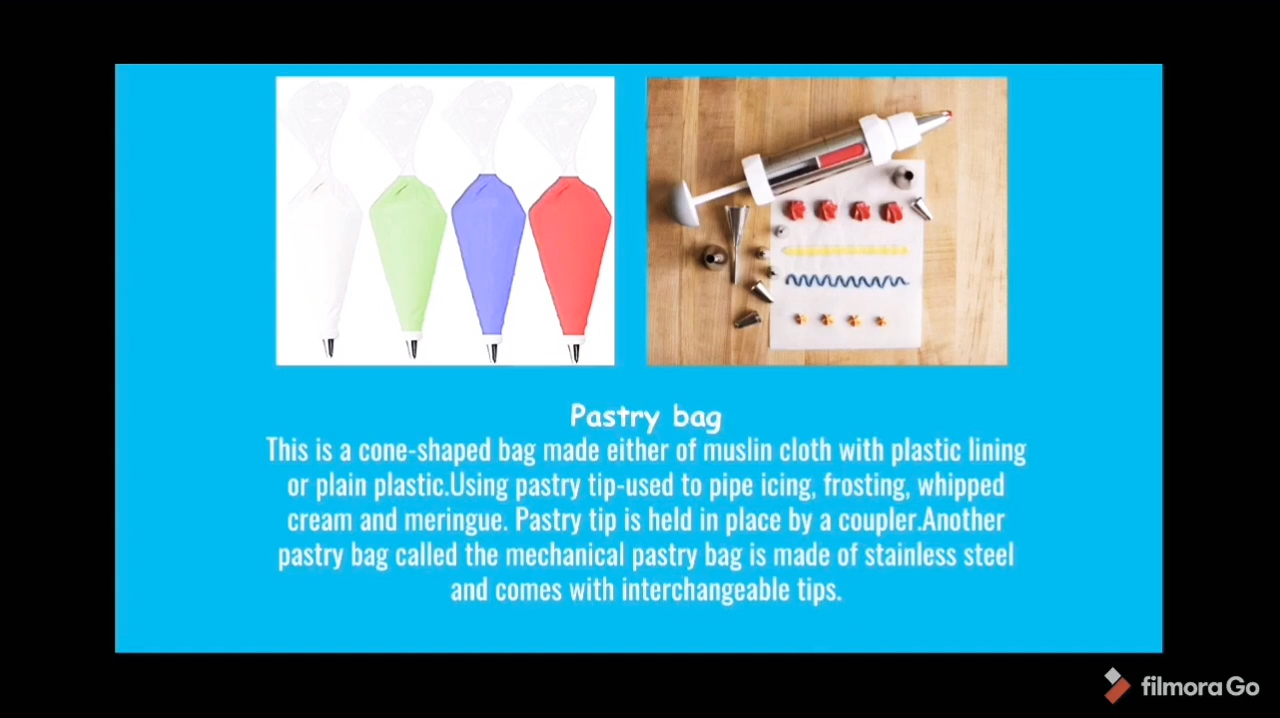 Pastry bag
This is a cone-shaped bag made either of muslin cloth with plastic lining
or plain plastic.Using pastry tip-used to pipe icing, frosting, whipped
cream and meringue. Pastry tip is held in place by a coupler.Another
pastry bag called the mechanical pastry bag is made of stainless steel
and comes with interchangeable tips.
filmora Go